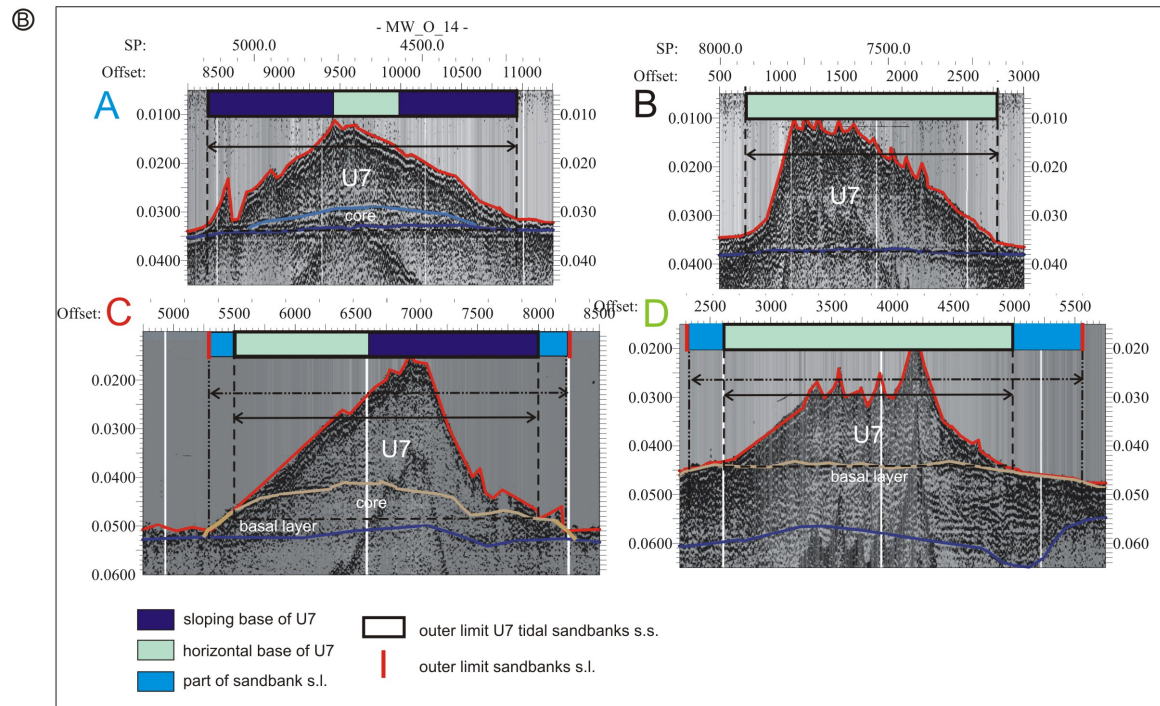 B
- MW_O_14 -
SP: 5000.0 4500.0
Offset: 8500 9000 9500 10000 10500 11000
A
0.0100 0.010
0.0200 0.020
U7
core
0.0300 0.030
0.0400 0.040
8000.0 7500.0
SP:
Offset: 500 1000 1500 2000 2500 3000
B
0.0100 0.010
0.0200 0.020
U7
0.0300 0.030
0.0400 0.040
Offset: C 5000 5500 6000 6500 7000 7500 8000 8500
0.0200
0.0300
U7
0.0400
core
0.0500
basal layer
0.0600
Offset: D 2500 3000 3500 4000 4500 5000 5500
0.0200 0.020
0.0300 0.030
U7
0.0400 0.040
basal layer
0.0500 0.050
0.0600 0.060
sloping base of U7
horizontal base of U7
part of sandbank s.l.
outer limit U7 tidal sandbanks s.s.
outer limit sandbanks s.l.